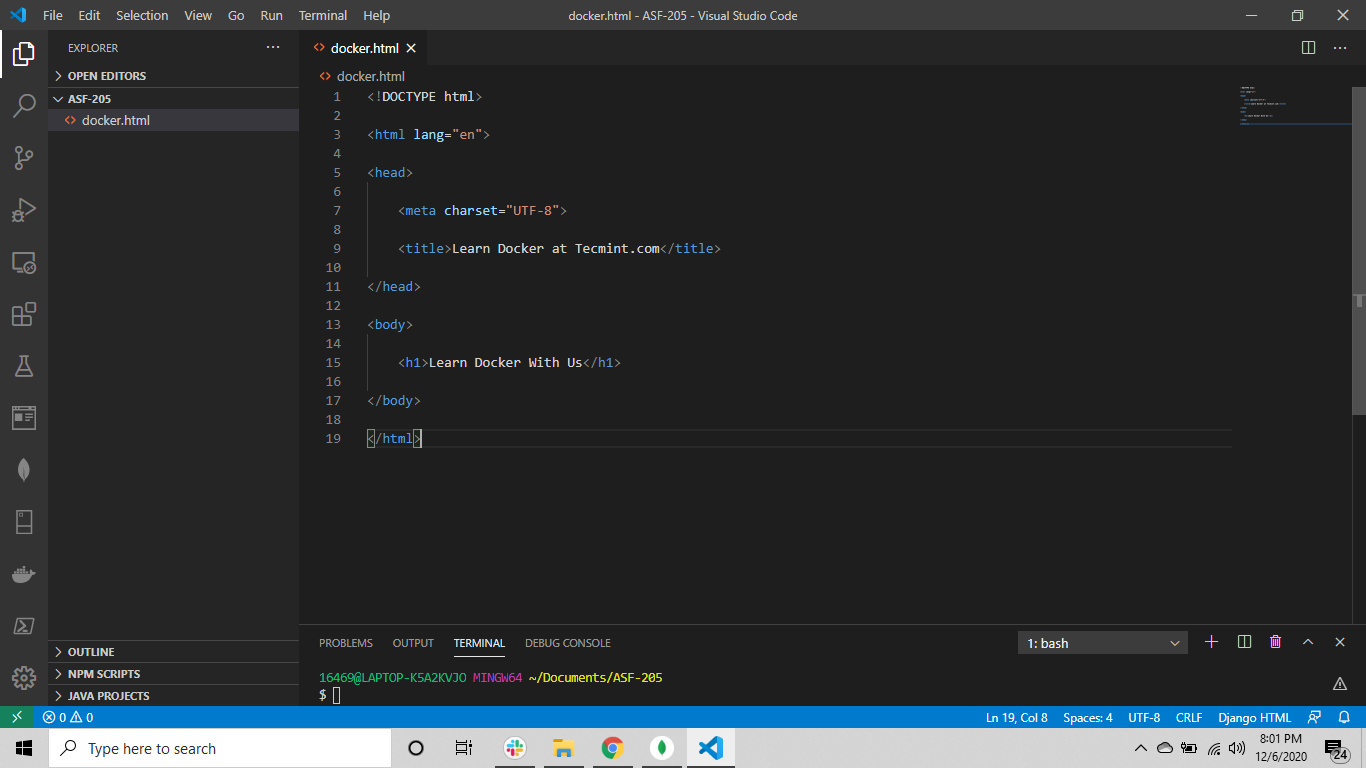 File Edit Selection View Go Run Terminal Help docker.html - ASF-205 - Visual Studio Code
EXPLORER
OPEN EDITORS
ASF-205
docker.html
docker.html
docker.html
1 <!DOCTYPE html>
2
3 <html lang="en">
4
5 <head>
6
7 <meta charset="UTF-8">
8
9 <title>Learn Docker at Tecmint.com</title>
10
11 </head>
12
13 <body>
14
15 <h1>Learn Docker With Us</h1>
16
17 </body>
18
19 </html>
OUTLINE
NPM SCRIPTS
JAVA PROJECTS
PROBLEMS OUTPUT TERMINAL DEBUG CONSOLE 1: bash
16469@LAPTOP-K5A2KVJO MINGW64 ~/Documents/ASF-205
$
0 0 Ln 19, Col 8 Spaces: 4 UTF-8 CRLF Django HTML
Type here to search
8:01 PM
12/6/2020
24